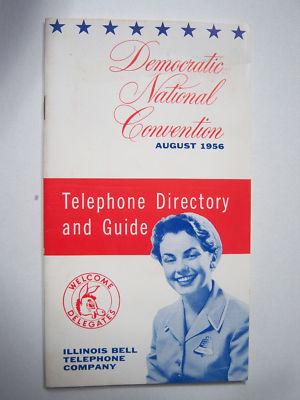 Democratic
National
Convention
AUGUST 1956
Telephone Directory
and Guide
WELCOME
DELEGATES
ILLINOIS BELL
TELEPHONE
COMPANY